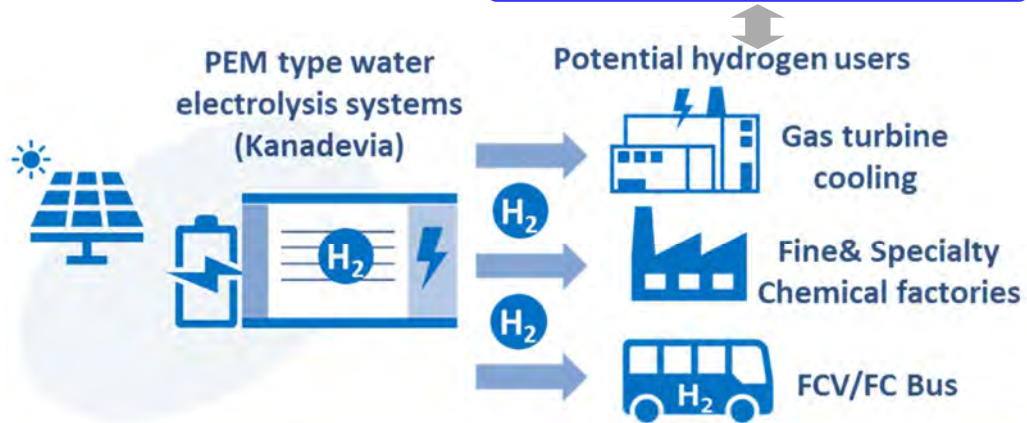 PEM type water
electrolysis systems
(Kanadevia)
Potential hydrogen users
Gas turbine
cooling
H2
H2
Fine& Specialty
Chemical factories
H2
FCV/FC Bus
H2